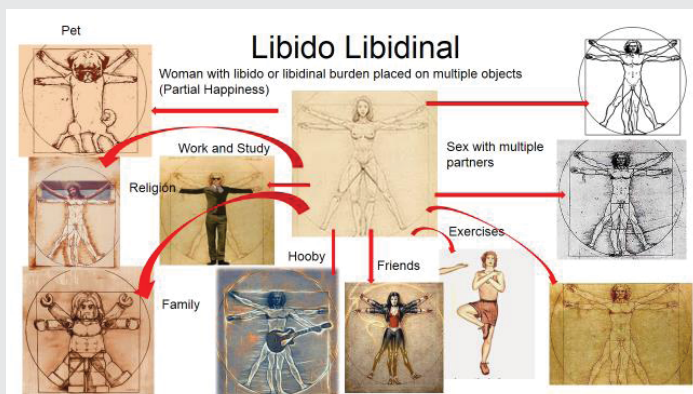 Pet
Libido Libidinal
Woman with libido or libidinal burden placed on multiple objects
(Partial Happiness)
Work and Study
Sex with multiple
partners
Religión
Exercises
Hooby
Friends
Family